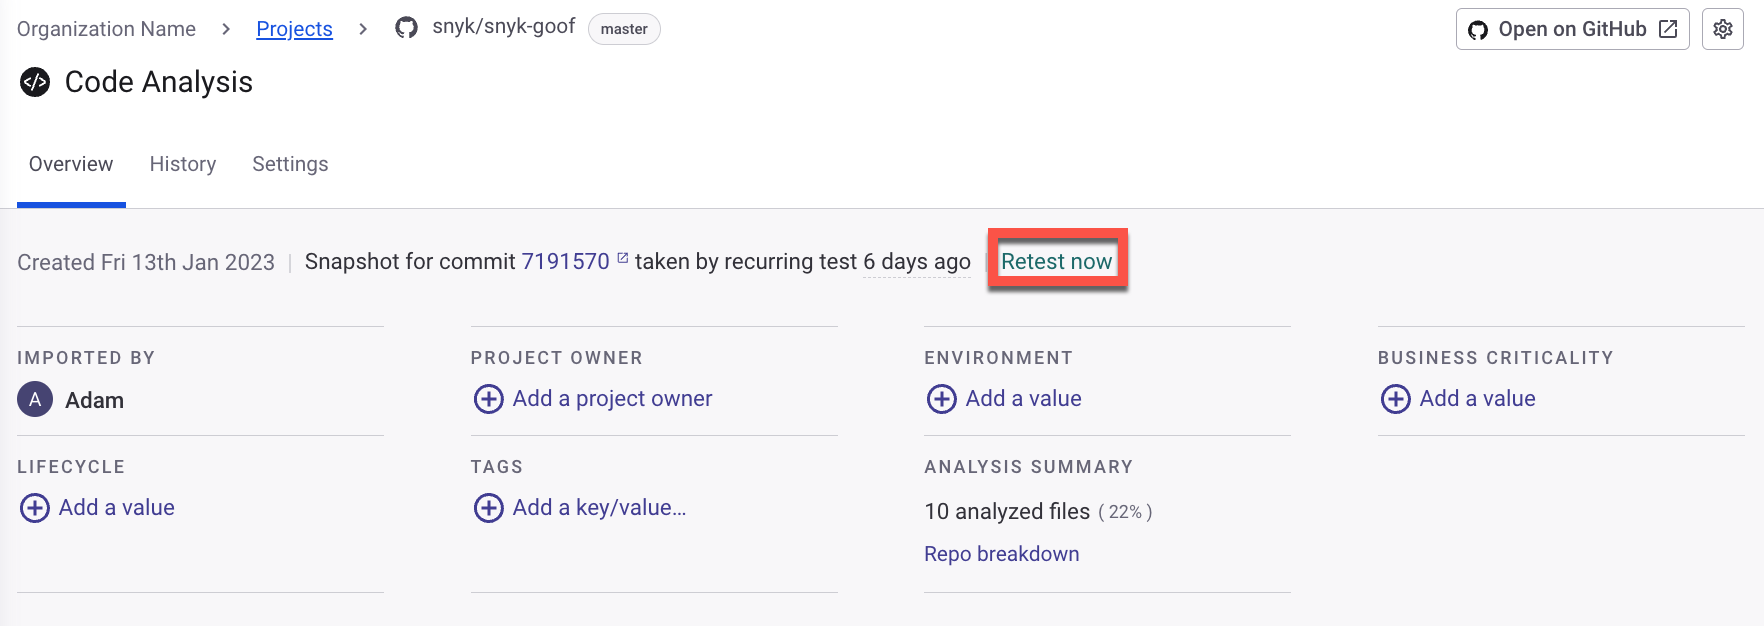 Organization Name > Projects > snyk/snyk-goof master
Open on GitHub
Code Analysis
Overview History Settings
Created Fri 13th Jan 2023 | Snapshot for commit 7191570 taken by recurring test 6 days ago | Retest now
IMPORTED BY PROJECT OWNER ENVIRONMENT BUSINESS CRITICALITY
A Adam Add a project owner Add a value Add a value
LIFECYCLE TAGS ANALYSIS SUMMARY
Add a value Add a key/value… 10 analyzed files ( 22% )
Repo breakdown